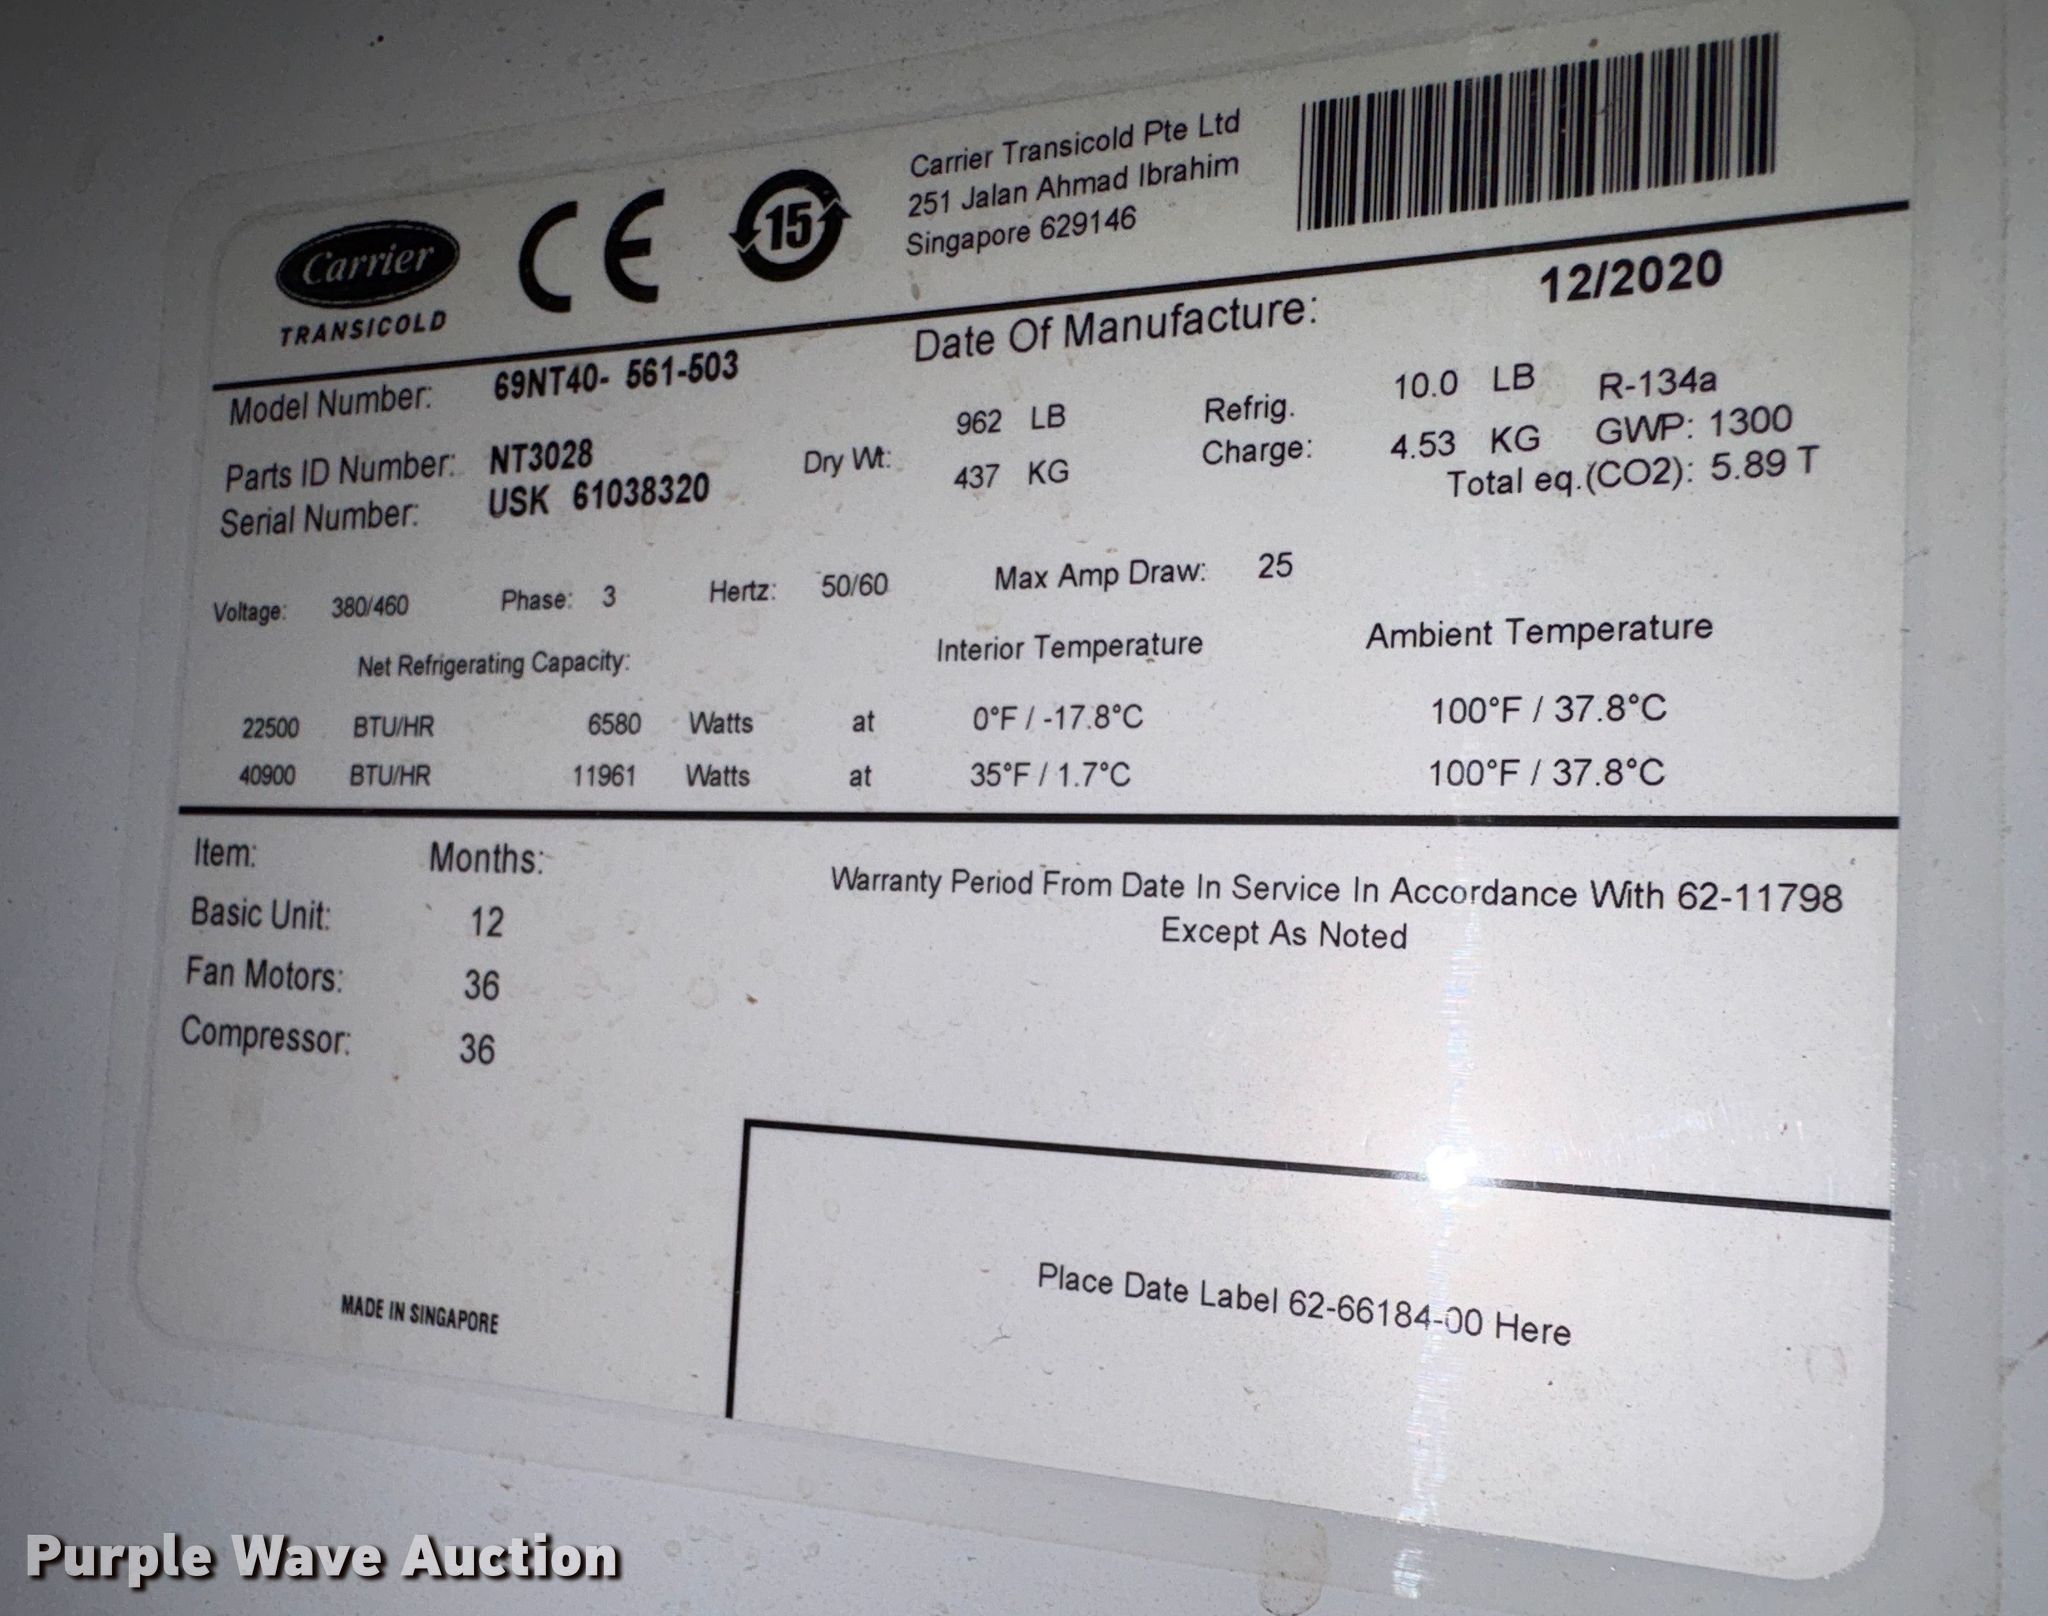 Carrier
TRANSICOLD
CE
15
Carrier Transicold Pte Ltd
251 Jalan Ahmad Ibrahim
Singapore 629146
Date Of Manufacture: 12/2020
Model Number: 69NT40- 561-503
Parts ID Number: NT3028
Serial Number: USK 61038320
Dry Wt: 962 LB
437 KG
Refrig. 10.0 LB R-134a
Charge: 4.53 KG GWP: 1300
Total eq.(CO2): 5.89 T
Voltage: 380/460 Phase: 3 Hertz: 50/60 Max Amp Draw: 25
Net Refrigerating Capacity: Interior Temperature Ambient Temperature
22500 BTU/HR 6580 Watts at 0°F / -17.8°C 100°F / 37.8°C
40900 BTU/HR 11961 Watts at 35°F / 1.7°C 100°F / 37.8°C
Item: Months:
Basic Unit: 12
Fan Motors: 36
Compressor: 36
Warranty Period From Date In Service In Accordance With 62-11798
Except As Noted
Place Date Label 62-66184-00 Here
MADE IN SINGAPORE
Purple Wave Auction